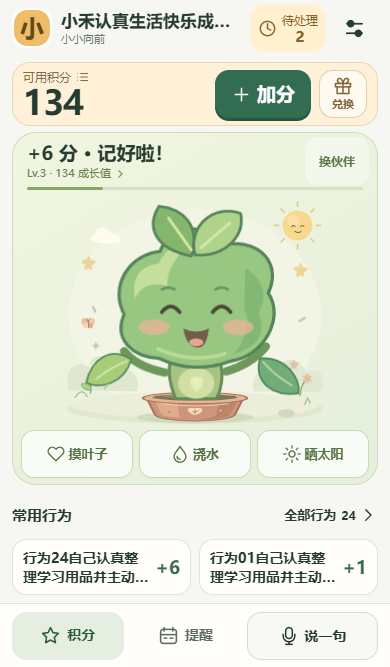 小
小禾认真生活快乐成...
小小向前
待处理
2
可用积分
134
+ 加分
兑换
+6 分·记好啦!
Lv.3 · 134 成长值 >
换伙伴
摸叶子
浇水
晒太阳
常用行为
全部行为 24 >
行为24自己认真整
理学习用品并主动...
+6
行为01自己认真整
理学习用品并主动...
+1
积分
提醒
说一句